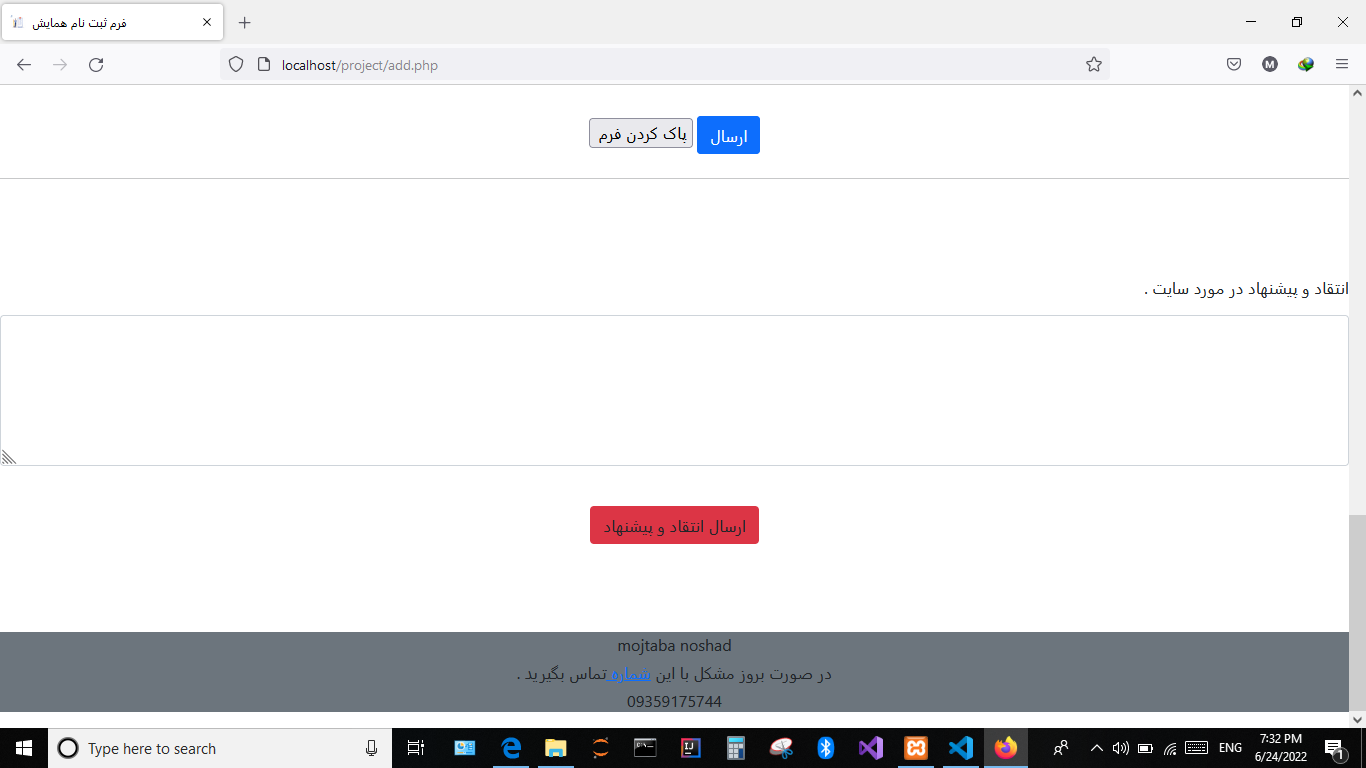 فرم ثبت نام همایش
localhost/project/add.php
M
ارسال
پاک کردن فرم
انتقاد و پیشنهاد در مورد سایت .
ارسال انتقاد و پیشنهاد
mojtaba noshad
در صورت بروز مشکل با این شماره تماس بگیرید .
09359175744
Type here to search
ENG
7:32 PM
6/24/2022
1